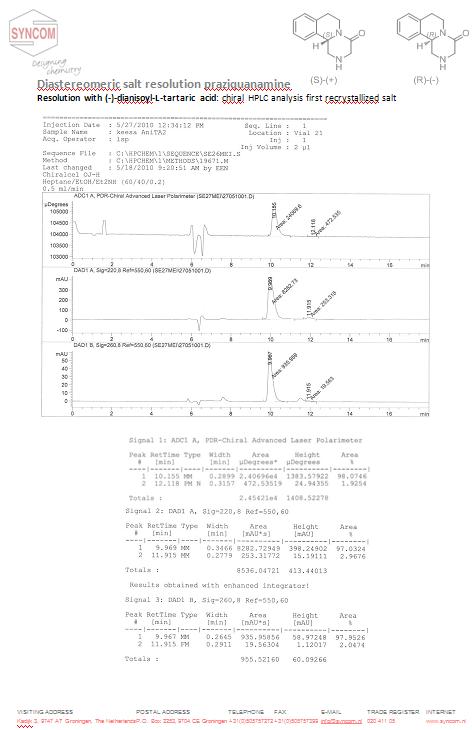 SYNCOM
Designing
chemistry
(S)
H
N
H
O
(S)-(+)
(R)
H
N
H
O
(R)-(-)
Diastereomeric salt resolution praziquanamine
Resolution with (-)-dianisoyl-L-tartaric acid: chiral HPLC analysis first recrystallized salt
Injection Date : 5/27/2010 12:34:12 PM Seq. Line : 1
Sample Name : keesa AniTA2 Location : Vial 21
Acq. Operator : lsp Inj : 1
Inj Volume : 2 µl
Sequence File : C:\HPCHEM\1\SEQUENCE\SE26MEI.S
Method : C:\HPCHEM\1\METHODS\19671.M
Last changed : 5/18/2010 9:20:51 AM by KEN
Chiralcel OJ-H
Heptane/EtOH/Et2NH (60/40/0.2)
0.5 ml/min
ADC1 A, PDR-Chiral Advanced Laser Polarimeter (SE27MEI\27051001.D)
µDegrees
105000
104000
103000
10.155
Area: 24069.6
12.118
Area: 472.535
0 2 4 6 8 10 12 14 16 min
DAD1 A, Sig=220,8 Ref=550,60 (SE27MEI\27051001.D)
mAU
300
200
100
0
-100
9.969
Area: 8282.73
11.915
Area: 253.318
0 2 4 6 8 10 12 14 16 min
DAD1 B, Sig=260,8 Ref=550,60 (SE27MEI\27051001.D)
mAU
50
40
30
20
10
0
9.967
Area: 935.959
11.915
Area: 19.563
0 2 4 6 8 10 12 14 16 min
Signal 1: ADC1 A, PDR-Chiral Advanced Laser Polarimeter
Peak RetTime Type Width Area Height Area
# [min] [min] µDegrees* µDegrees %
1 10.155 MM 0.2899 2.40696e4 1383.57922 98.0746
2 12.118 PM N 0.3157 472.53519 24.94355 1.9254
Totals : 2.45421e4 1408.52278
Signal 2: DAD1 A, Sig=220,8 Ref=550,60
Peak RetTime Type Width Area Height Area
# [min] [min] [mAU*s] [mAU] %
1 9.969 MM 0.3466 8282.72949 398.24902 97.0324
2 11.915 MM 0.2779 253.31772 15.19111 2.9676
Totals : 8536.04721 413.44013
Results obtained with enhanced integrator!
Signal 3: DAD1 B, Sig=260,8 Ref=550,60
Peak RetTime Type Width Area Height Area
# [min] [min] [mAU*s] [mAU] %
1 9.967 MM 0.2645 935.95856 58.97248 97.9526
2 11.915 FM 0.2911 19.56304 1.12017 2.0474
Totals : 955.52160 60.09266
VISITING ADDRESS POSTAL ADDRESS TELEPHONE FAX E-MAIL TRADE REGISTER INTERNET
Kadijk 3, 9747 AT Groningen, The Netherlands P.O. Box 2253, 9704 CE Groningen +31(0)505757272 +31(0)505757399 info@syncom.nl 020 411 05 www.syncom.nl